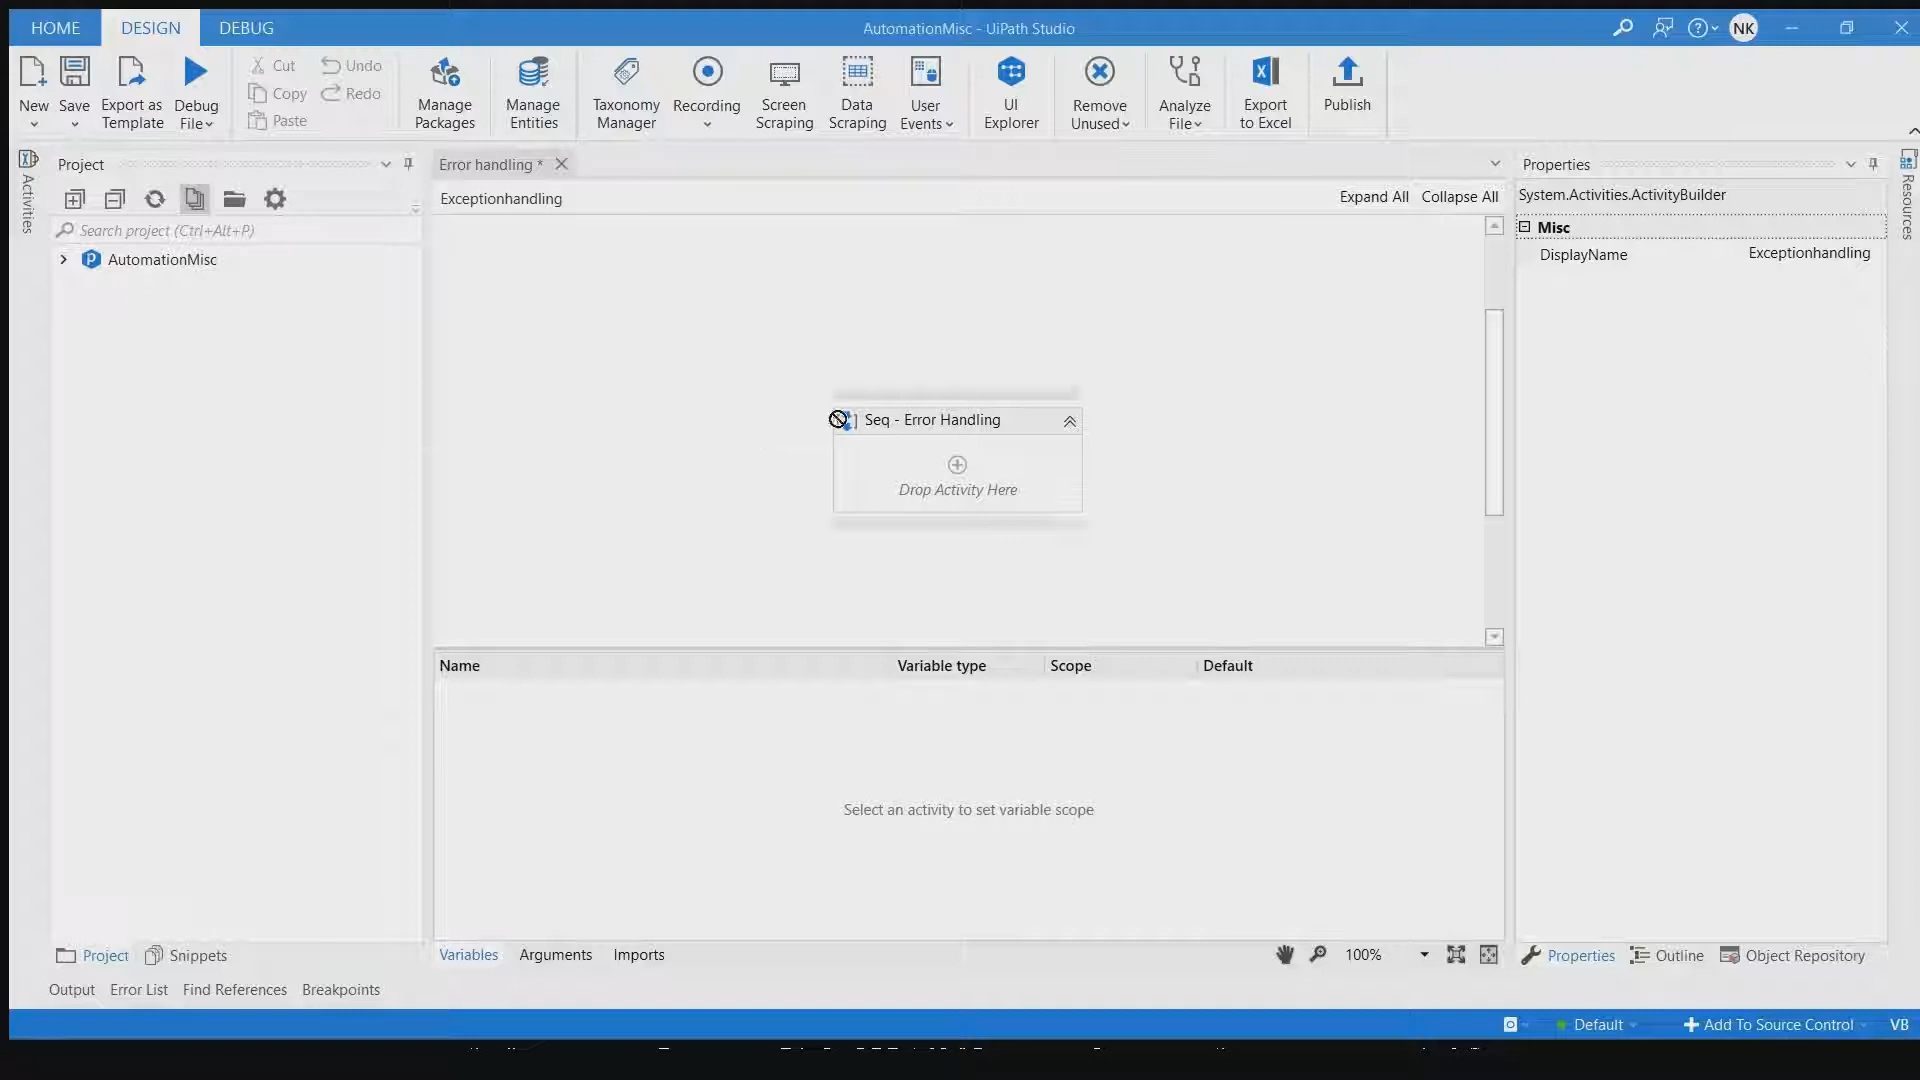 HOME DESIGN DEBUG AutomationMisc - UiPath Studio NK
New Save Export as Template Debug File Cut Copy Paste Undo Redo Manage Packages Manage Entities Taxonomy Manager Recording Screen Scraping Data Scraping User Events UI Explorer Remove Unused Analyze File Export to Excel Publish
Activities
Project
Search project (Ctrl+Alt+P)
AutomationMisc
Error handling *
Exceptionhandling Expand All Collapse All
Seq - Error Handling
Drop Activity Here
Name Variable type Scope Default
Select an activity to set variable scope
Variables Arguments Imports 100%
Properties
System.Activities.ActivityBuilder
Misc
DisplayName Exceptionhandling
Resources
Project Snippets
Properties Outline Object Repository
Output Error List Find References Breakpoints
Default Add To Source Control VB